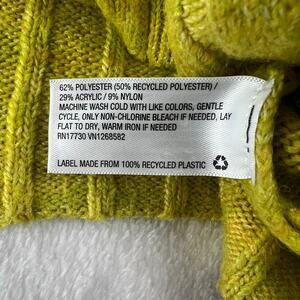 62% POLYESTER (50% RECYCLED POLYESTER) /
29% ACRYLIC / 9% NYLON
MACHINE WASH COLD WITH LIKE COLORS, GENTLE
CYCLE, ONLY NON-CHLORINE BLEACH IF NEEDED, LAY
FLAT TO DRY, WARM IRON IF NEEDED
RN17730 VN1268582
LABEL MADE FROM 100% RECYCLED PLASTIC